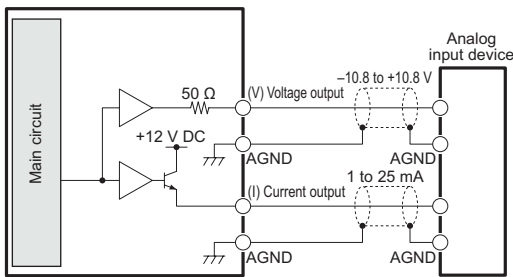 Main circuit
50 Ω
+12 V DC
(V) Voltage output
AGND
(I) Current output
AGND
–10.8 to +10.8 V
1 to 25 mA
Analog
input device
AGND
AGND